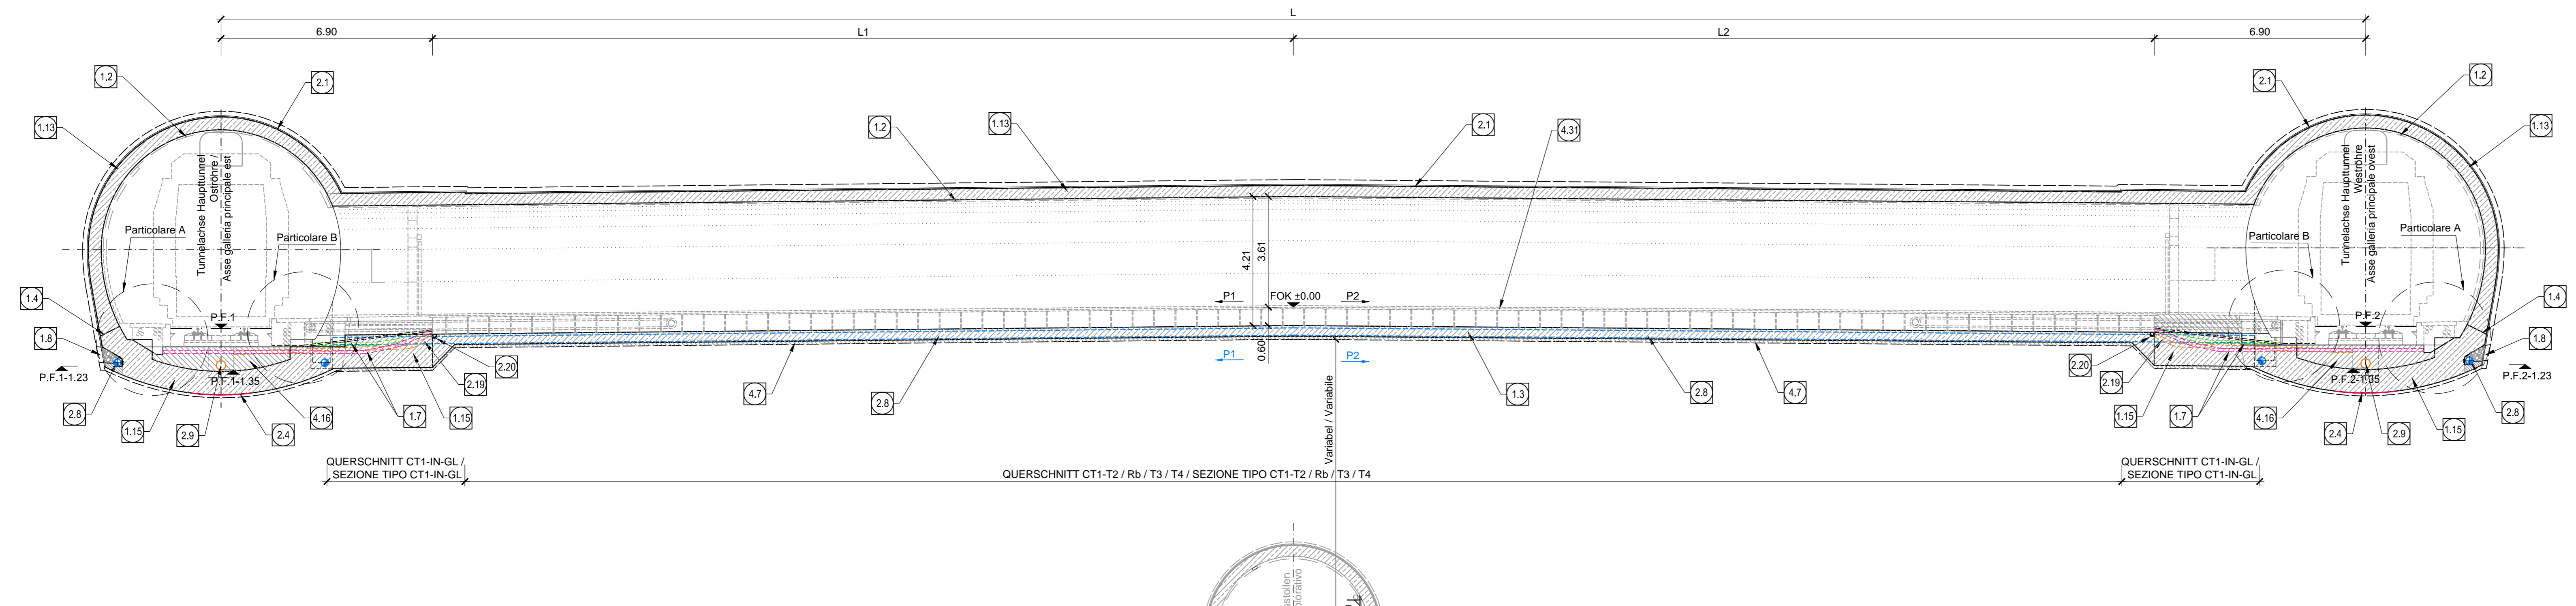 L
6.90
L1
L2
6.90
1.2
2.1
1.13
1.2
1.13
2.1
4.31
2.1
1.2
1.13
Tunnelachse Haupttunnel
Oströhre /
Asse galleria principale est
Particolare A
Particolare B
4.21
3.61
FOK ±0.00
P1
P2
Tunnelachse Haupttunnel
Weströhre
Asse galleria principale ovest
Particolare B
Particolare A
1.4
1.8
P.F.1
P.F.1-1.23
P.F.1-1.35
2.8
1.15
2.9
2.4
4.16
1.7
1.15
2.19
2.20
4.7
2.8
0.60
P1
P2
Variabel / Variabile
1.3
2.8
4.7
2.20
2.19
1.15
1.7
4.16
2.4
2.9
1.15
2.8
P.F.2
P.F.2-1.35
P.F.2-1.23
1.4
1.8
QUERSCHNITT CT1-IN-GL /
SEZIONE TIPO CT1-IN-GL
QUERSCHNITT CT1-T2 / Rb / T3 / T4 / SEZIONE TIPO CT1-T2 / Rb / T3 / T4
QUERSCHNITT CT1-IN-GL /
SEZIONE TIPO CT1-IN-GL